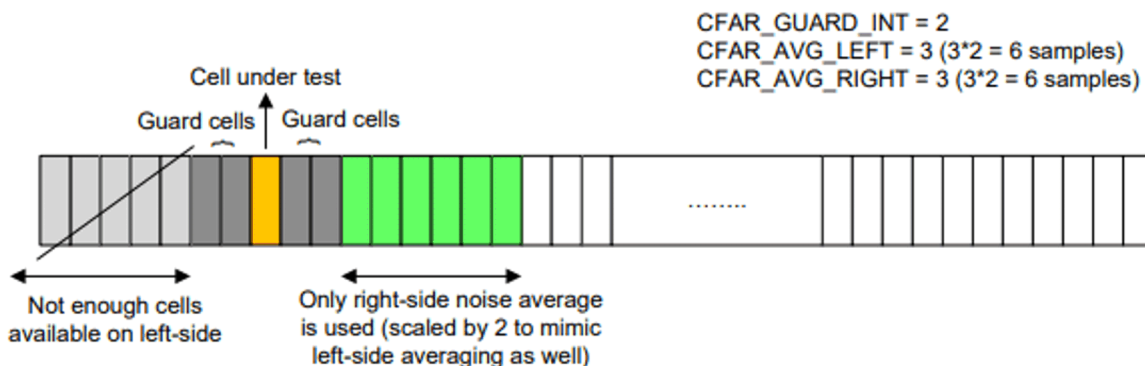 CFAR_GUARD_INT = 2
CFAR_AVG_LEFT = 3 (3*2 = 6 samples)
CFAR_AVG_RIGHT = 3 (3*2 = 6 samples)
Cell under test
Guard cells
Guard cells
........
Not enough cells
available on left-side
Only right-side noise average
is used (scaled by 2 to mimic
left-side averaging as well)